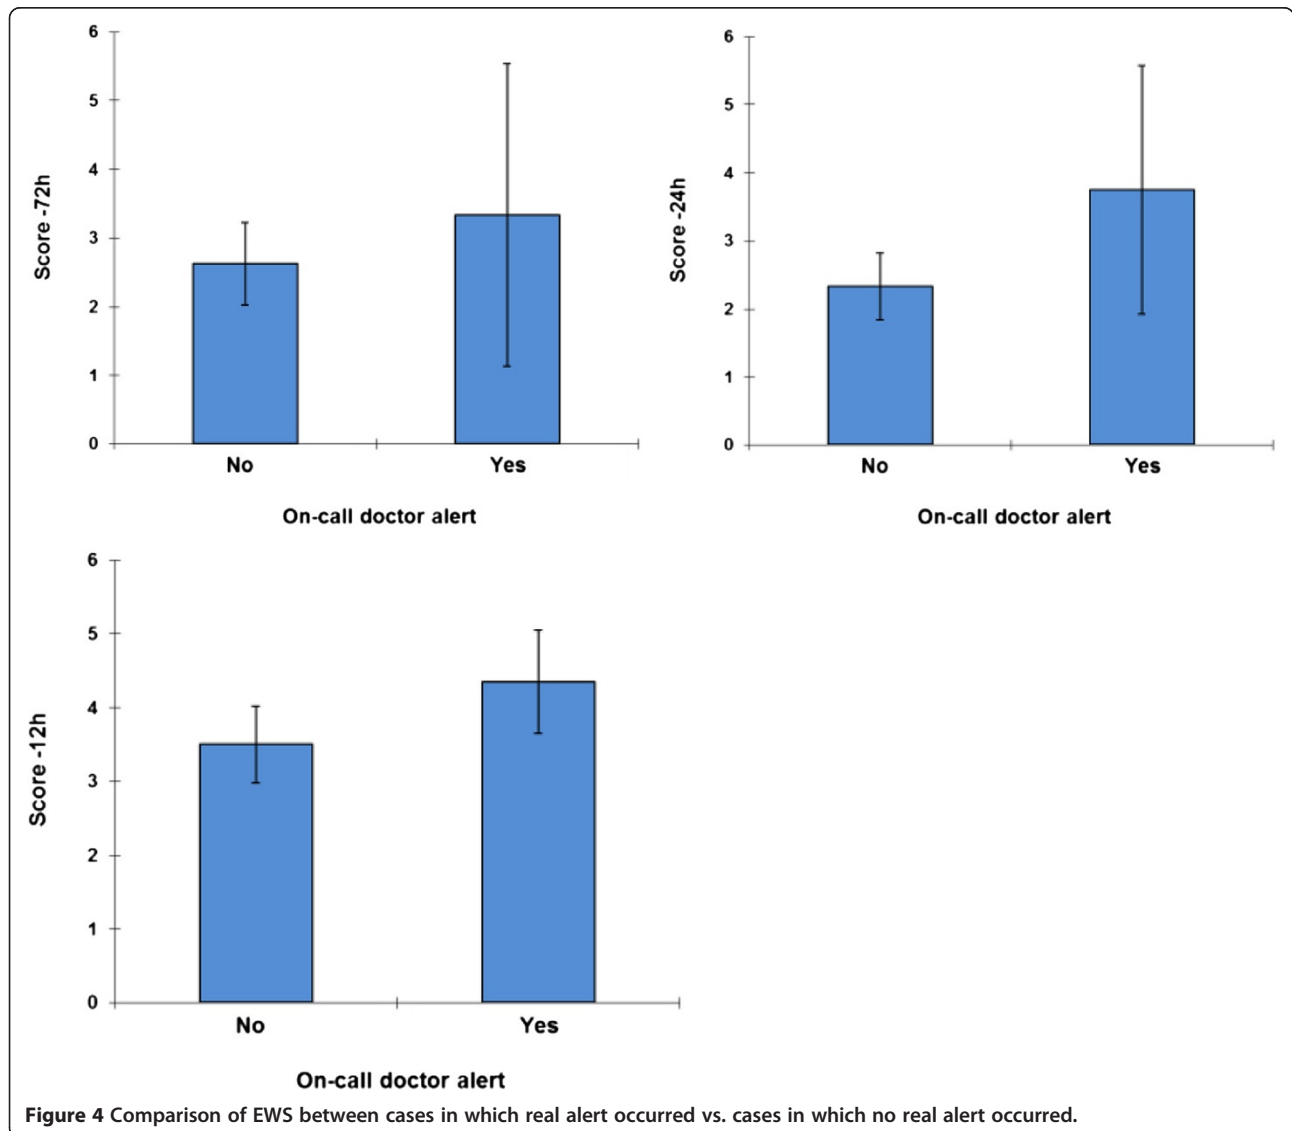 6
5
4
3
2
1
0
Score -72h
No Yes
On-call doctor alert
6
5
4
3
2
1
0
Score -24h
No Yes
On-call doctor alert
6
5
4
3
2
1
0
Score -12h
No Yes
On-call doctor alert
Figure 4 Comparison of EWS between cases in which real alert occurred vs. cases in which no real alert occurred.